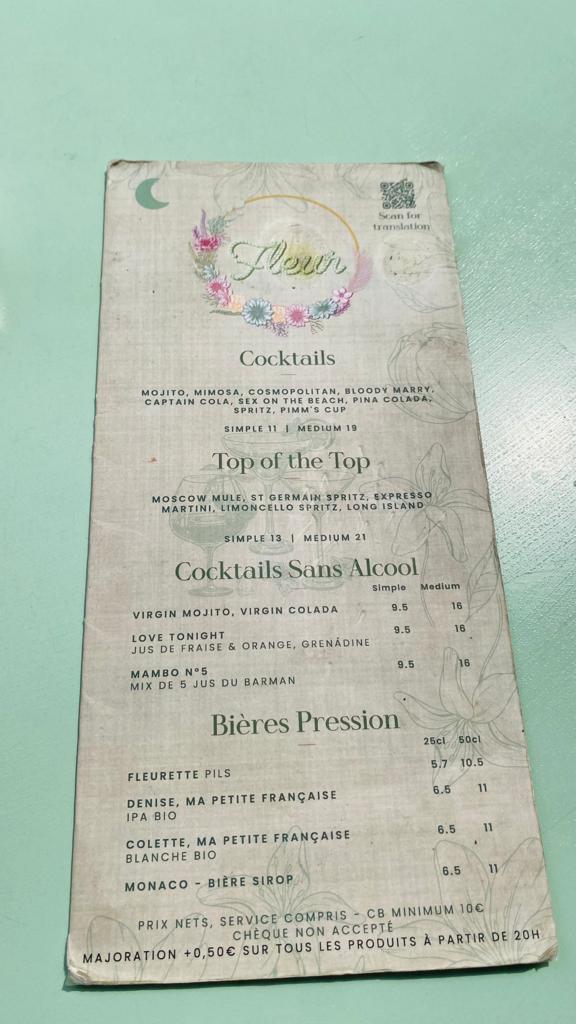 Scan for
translation
Fleur
Cocktails
MOJITO, MIMOSA, COSMOPOLITAN, BLOODY MARRY,
CAPTAIN COLA, SEX ON THE BEACH, PINA COLADA,
SPRITZ, PIMM'S CUP
SIMPLE 11 | MEDIUM 19
Top of the Top
MOSCOW MULE, ST GERMAIN SPRITZ, EXPRESSO
MARTINI, LIMONCELLO SPRITZ, LONG ISLAND
SIMPLE 13 | MEDIUM 21
Cocktails Sans Alcool
Simple Medium
VIRGIN MOJITO, VIRGIN COLADA 9.5 16
LOVE TONIGHT 9.5 16
JUS DE FRAISE & ORANGE, GRENADINE
MAMBO N°5 9.5 16
MIX DE 5 JUS DU BARMAN
Bières Pression
25cl 50cl
FLEURETTE PILS 5.7 10.5
DENISE, MA PETITE FRANÇAISE 6.5 11
IPA BIO
COLETTE, MA PETITE FRANÇAISE 6.5 11
BLANCHE BIO
MONACO - BIÈRE SIROP 6.5 11
PRIX NETS, SERVICE COMPRIS - CB MINIMUM 10€
CHÈQUE NON ACCEPTÉ
MAJORATION +0,50€ SUR TOUS LES PRODUITS À PARTIR DE 20H